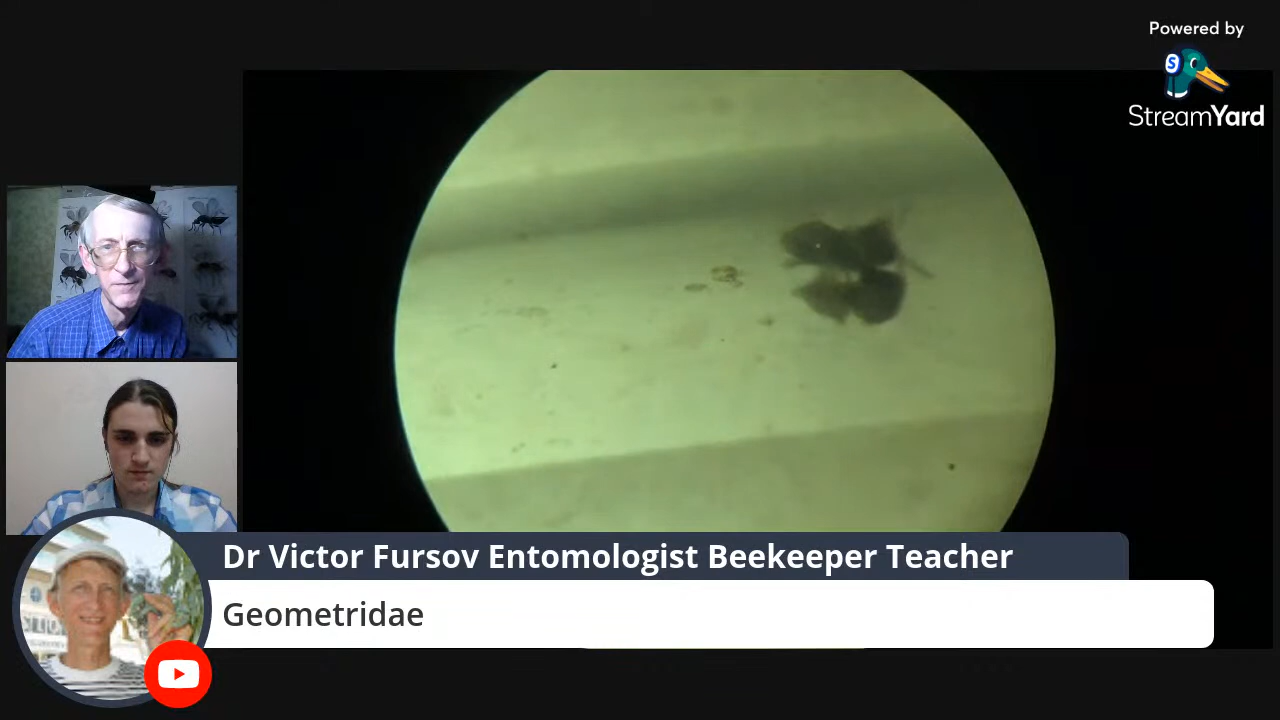 Powered by
S
StreamYard
Dr Victor Fursov Entomologist Beekeeper Teacher
Geometridae